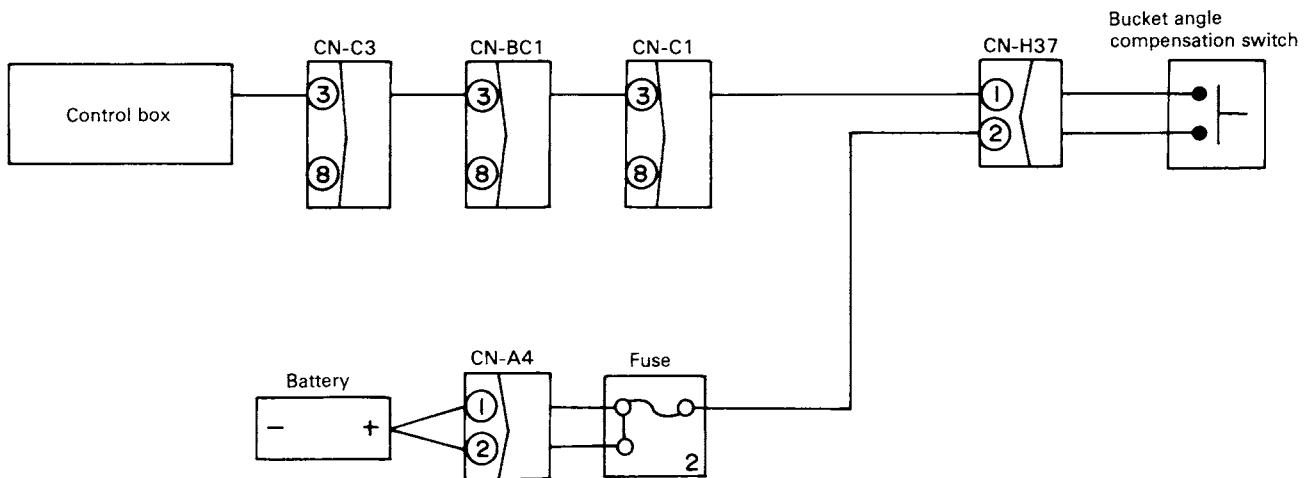 Bucket angle
compensation switch
CN-C3
CN-BC1
CN-C1
CN-H37
Control box
3
8
3
8
3
8
1
2
CN-A4
Fuse
Battery
- +
1
2
2